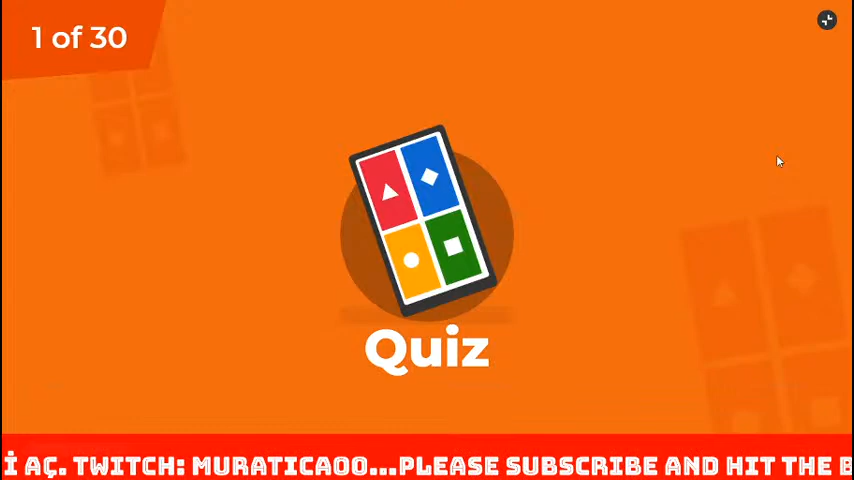 1 of 30
Quiz
İ AÇ. TWITCH: MURATICAOO...PLEASE SUBSCRIBE AND HIT THE B